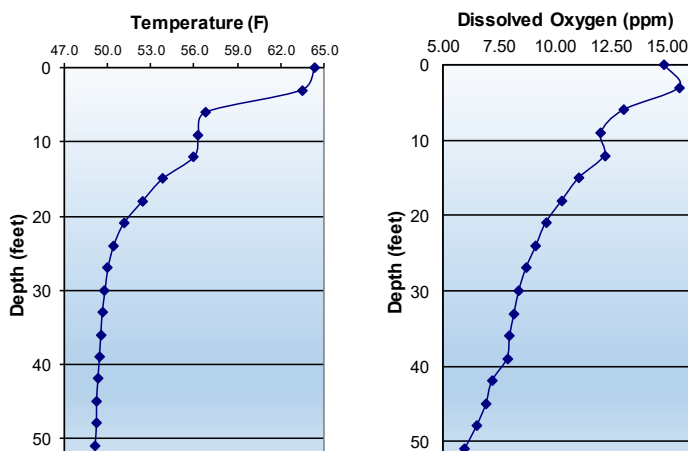 Temperature (F)
47.0 50.0 53.0 56.0 59.0 62.0 65.0
0
10
20
30
40
50
Depth (feet)
Dissolved Oxygen (ppm)
5.00 7.50 10.00 12.50 15.00
0
10
20
30
40
50
Depth (feet)